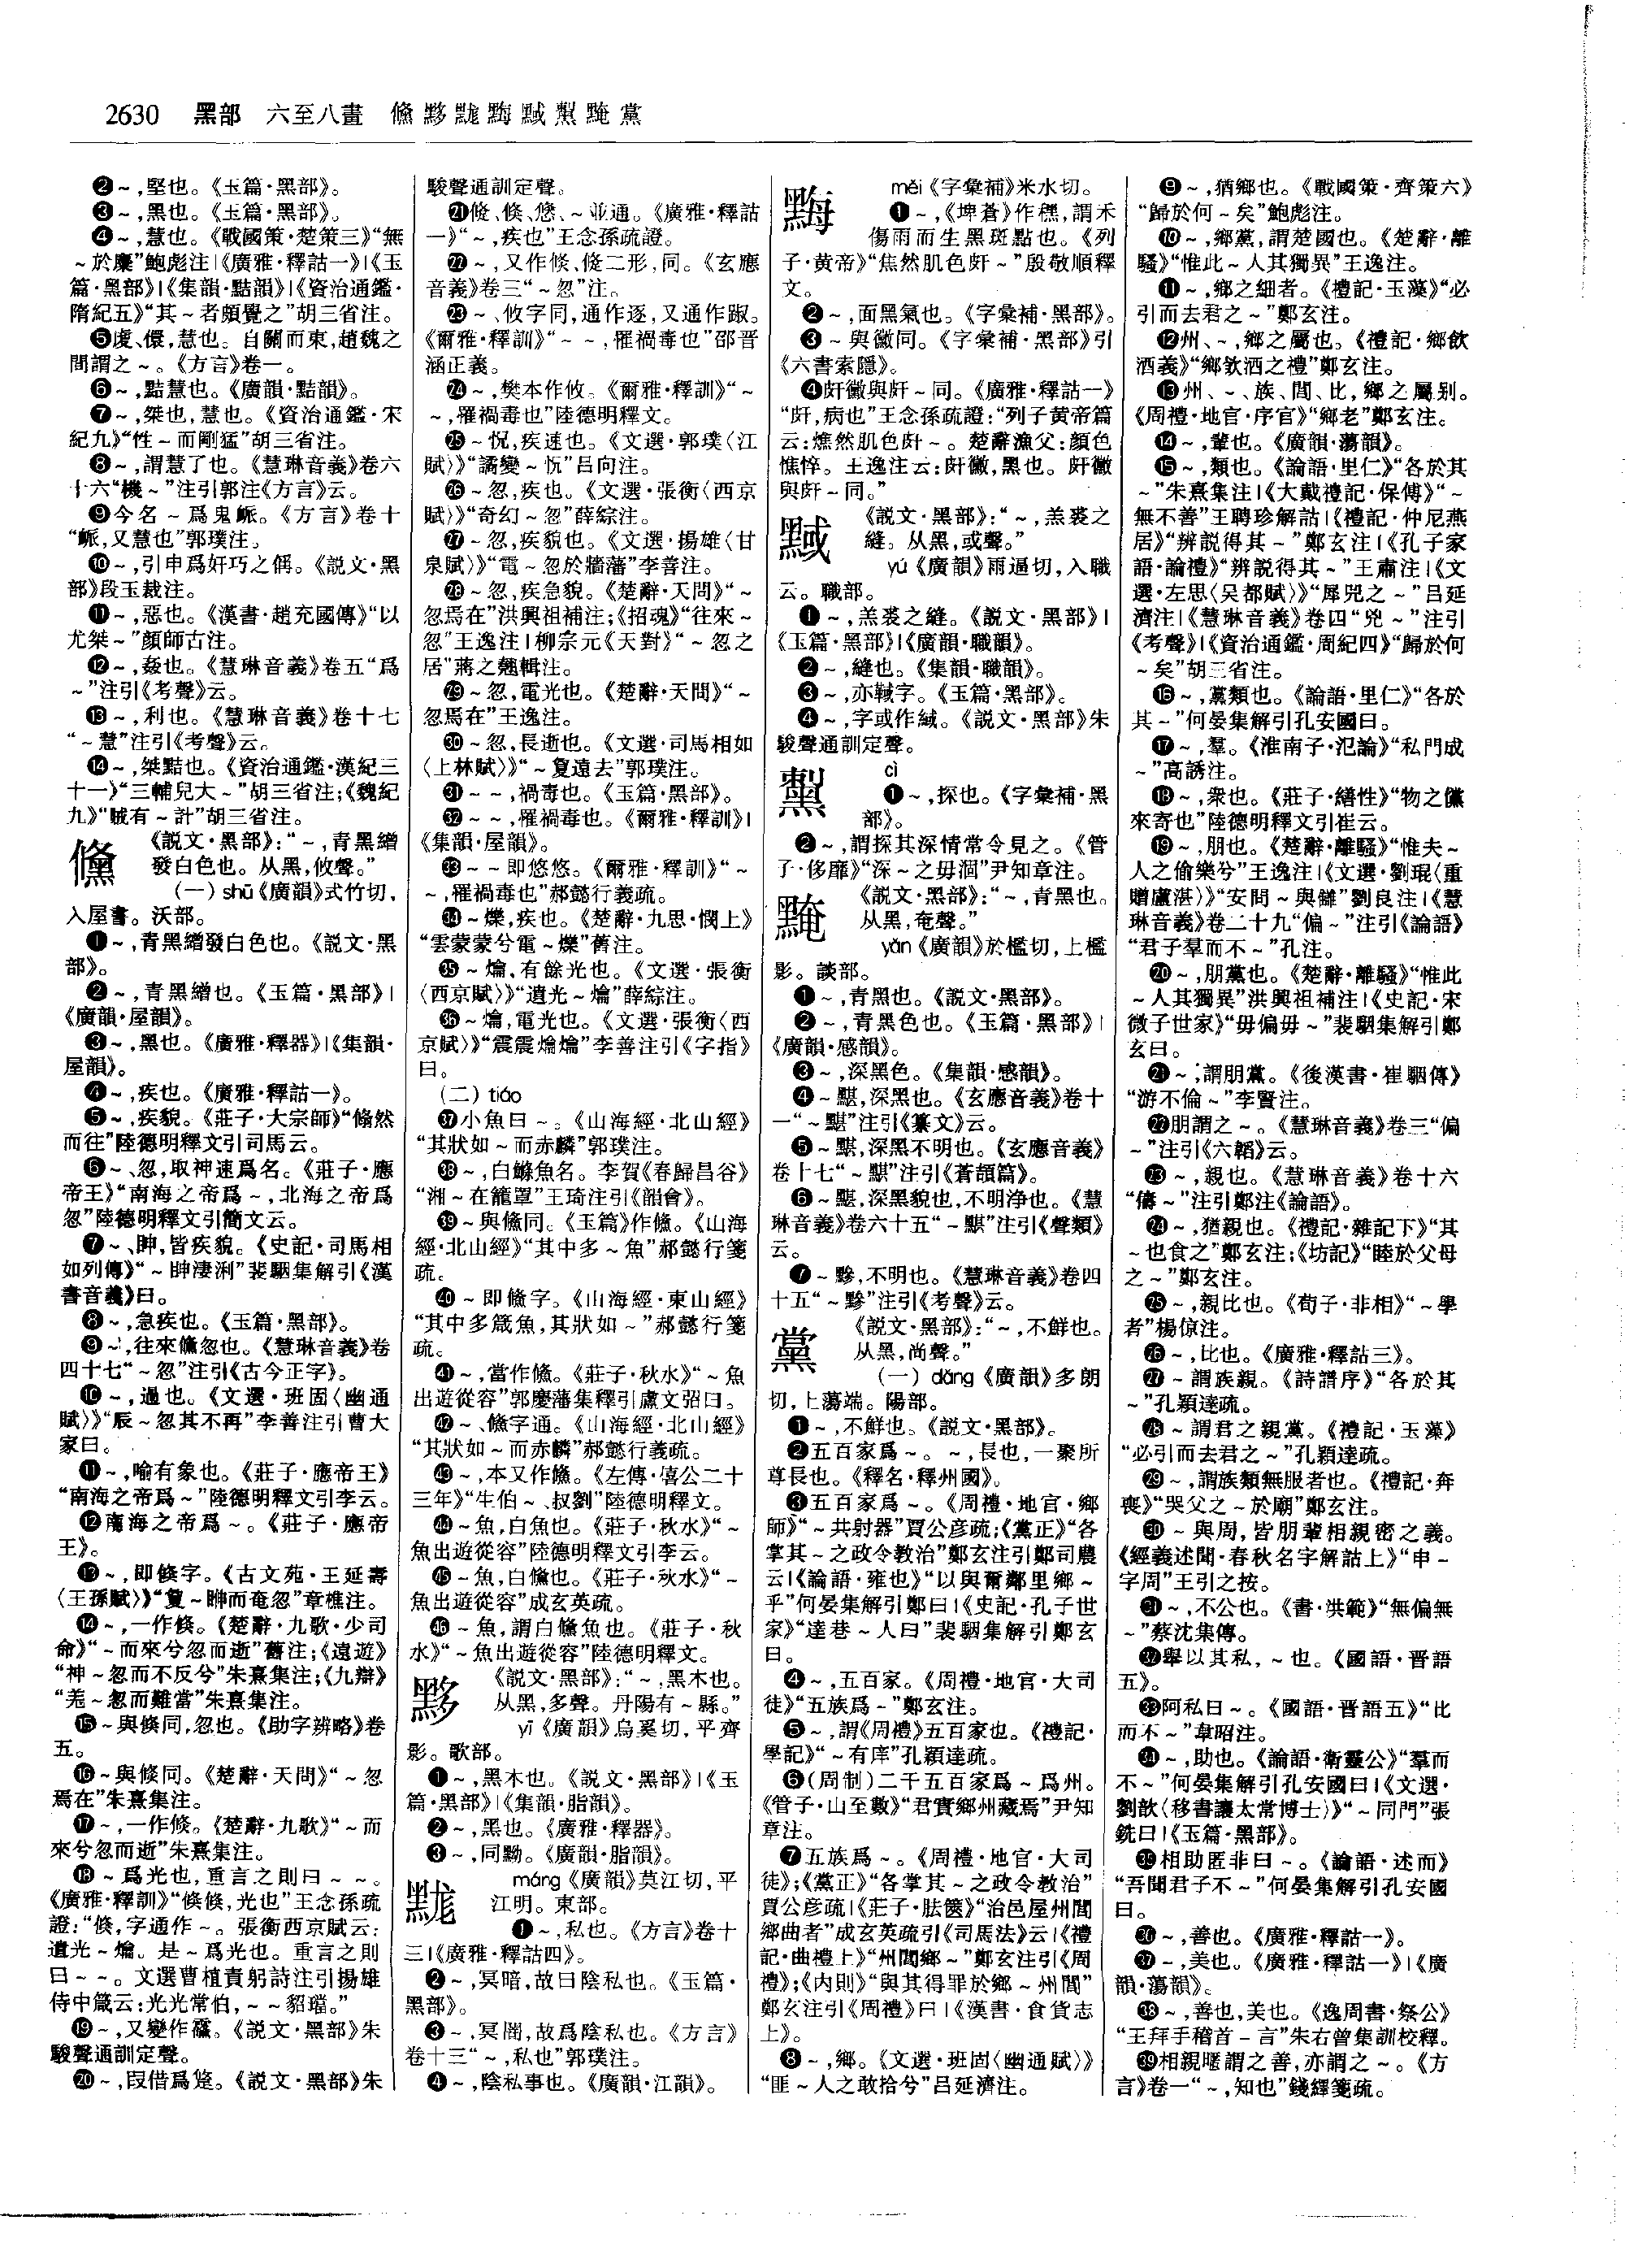 2630 黑部 六至八畫 儵黟䵨䵩黬䵝黤黨
❷～,堅也。《玉篇·黑部》。
❸～,黑也。《玉篇·黑部》。
❹～,慧也。《戰國策·楚策三》“無
～於麋”鮑彪注|《廣雅·釋詁一》|《玉
篇·黑部》|《集韻·黠韻》|《資治通鑑·
隋紀五》“其～者頗覺之”胡三省注。
❺虔、儇,慧也。自關而東,趙魏之
間謂之～。《方言》卷一。
❻～,黠慧也。《廣韻·黠韻》。
❼～,桀也,慧也。《資治通鑑·宋
紀九》“性～而剛猛”胡三省注。
❽～,謂慧了也。《慧琳音義》卷六
十六“機～”注引郭注《方言》云。
❾今名～爲鬼䘑。《方言》卷十
“䘑,又慧也”郭璞注。
❿～,引申爲奸巧之偁。《説文·黑
部》段玉裁注。
⓫～,惡也。《漢書·趙充國傳》“以
尤桀～”顔師古注。
⓬～,姦也。《慧琳音義》卷五“爲
～”注引《考聲》云。
⓭～,利也。《慧琳音義》卷十七
“～慧”注引《考聲》云。
⓮～,桀黠也。《資治通鑑·漢紀三
十一》“三輔兒大～”胡三省注;《魏紀
九》“賊有～計”胡三省注。
儵
《説文·黑部》:“～,青黑繒
發白色也。从黑,攸聲。”
(一) shū《廣韻》式竹切,
入屋書。沃部。
❶～,青黑繒發白色也。《説文·黑
部》。
❷～,青黑繒也。《玉篇·黑部》|
《廣韻·屋韻》。
❸～,黑也。《廣雅·釋器》|《集韻·
屋韻》。
❹～,疾也。《廣雅·釋詁一》。
❺～,疾貌。《莊子·大宗師》“翛然
而往”陸德明釋文引司馬云。
❻～、忽,取神速爲名。《莊子·應
帝王》“南海之帝爲～,北海之帝爲
忽”陸德明釋文引簡文云。
❼～、胂,皆疾貌。《史記·司馬相
如列傳》“～胂淒浰”裴駰集解引《漢
書音義》曰。
❽～,急疾也。《玉篇·黑部》。
❾～,往來儵忽也。《慧琳音義》卷
四十七“～忽”注引《古今正字》。
❿～,過也。《文選·班固〈幽通
賦〉》“辰～忽其不再”李善注引曹大
家曰。
⓫～,喻有象也。《莊子·應帝王》
“南海之帝爲～”陸德明釋文引李云。
⓬南海之帝爲～。《莊子·應帝
王》。
⓭～,即倏字。《古文苑·王延壽
〈王孫賦〉》“敻～眒而奄忽”章樵注。
⓮～,一作倏。《楚辭·九歌·少司
命》“～而來兮忽而逝”舊注;《遠遊》
“神～忽而不反兮”朱熹集注;《九辯》
“羌～忽而難當”朱熹集注。
⓯～與倏同,忽也。《助字辨略》卷
五。
⓰～與倏同。《楚辭·天問》“～忽
焉在”朱熹集注。
⓱～,一作倏。《楚辭·九歌》“～而
來兮忽而逝”朱熹集注。
⓲～爲光也,重言之則曰～～。
《廣雅·釋訓》“倏倏,光也”王念孫疏
證:“倏,字通作～。張衡西京賦云:
遺光～爚。是～爲光也。重言之則
曰～～。文選曹植責躬詩注引揚雄
侍中箴云:光光常伯,～～貂璫。”
⓳～,又變作䨏。《説文·黑部》朱
駿聲通訓定聲。
⓴～,叚借爲跾。《説文·黑部》朱
駿聲通訓定聲。
㉑倰、倏、悠、～並通。《廣雅·釋詁
一》“～,疾也”王念孫疏證。
㉒～,又作倏、倰二形,同。《玄應
音義》卷三“～忽”注。
㉓～、攸字同,通作逐,又通作踧。
《爾雅·釋訓》“～～,罹禍毒也”邵晉
涵正義。
㉔～,樊本作攸。《爾雅·釋訓》“～
～,罹禍毒也”陸德明釋文。
㉕～怳,疾速也。《文選·郭璞〈江
賦〉》“譎變～怳”吕向注。
㉖～忽,疾也。《文選·張衡〈西京
賦〉》“奇幻～忽”薛綜注。
㉗～忽,疾貌也。《文選·揚雄〈甘
泉賦〉》“電～忽於牆藩”李善注。
㉘～忽,疾急貌。《楚辭·天問》“～
忽焉在”洪興祖補注;《招魂》“往來～
忽”王逸注|柳宗元《天對》“～忽之
居”蔣之翹輯注。
㉙～忽,電光也。《楚辭·天問》“～
忽焉在”王逸注。
㉚～忽,長逝也。《文選·司馬相如
〈上林賦〉》“～敻遠去”郭璞注。
㉛～～,禍毒也。《玉篇·黑部》。
㉜～～,罹禍毒也。《爾雅·釋訓》|
《集韻·屋韻》。
㉝～～即悠悠。《爾雅·釋訓》“～
～,罹禍毒也”郝懿行義疏。
㉞～爍,疾也。《楚辭·九思·憫上》
“雲蒙蒙兮電～爍”舊注。
㉟～爚,有餘光也。《文選·張衡
〈西京賦〉》“遺光～爚”薛綜注。
㊱～爚,電光也。《文選·張衡〈西
京賦〉》“震震爚爚”李善注引《字指》
曰。
(二) tiáo
㊲小魚曰～。《山海經·北山經》
“其狀如～而赤麟”郭璞注。
㊳～,白鰷魚名。李賀《春歸昌谷》
“湘～在籠罩”王琦注引《韻會》。
㊴～與鯈同。《玉篇》作鯈。《山海
經·北山經》“其中多～魚”郝懿行箋
疏。
㊵～即儵字。《山海經·東山經》
“其中多箴魚,其狀如～”郝懿行箋
疏。
㊶～,當作鯈。《莊子·秋水》“～魚
出遊從容”郭慶藩集釋引盧文弨曰。
㊷～、鯈字通。《山海經·北山經》
“其狀如～而赤麟”郝懿行義疏。
㊸～,本又作鯈。《左傳·僖公二十
三年》“生伯～、叔劉”陸德明釋文。
㊹～魚,白魚也。《莊子·秋水》“～
魚出遊從容”陸德明釋文引李云。
㊺～魚,白儵也。《莊子·秋水》“～
魚出遊從容”成玄英疏。
㊻～魚,謂白鯈魚也。《莊子·秋
水》“～魚出遊從容”陸德明釋文。
黟
《説文·黑部》:“～,黑木也。
从黑,多聲。丹陽有～縣。”
yī《廣韻》烏奚切,平齊
影。歌部。
❶～,黑木也。《説文·黑部》|《玉
篇·黑部》|《集韻·脂韻》。
❷～,黑也。《廣雅·釋器》。
❸～,同黝。《廣韻·脂韻》。
䵨
máng《廣韻》莫江切,平
江明。東部。
❶～,私也。《方言》卷十
三|《廣雅·釋詁四》。
❷～,冥暗,故曰陰私也。《玉篇·
黑部》。
❸～,冥闇,故爲陰私也。《方言》
卷十三“～,私也”郭璞注。
❹～,陰私事也。《廣韻·江韻》。
䵩
měi《字彙補》米水切。
❶～,《埤蒼》作穤,謂禾
傷雨而生黑斑點也。《列
子·黄帝》“焦然肌色皯～”殷敬順釋
文。
❷～,面黑氣也。《字彙補·黑部》。
❸～與黴同。《字彙補·黑部》引
《六書索隱》。
❹皯黴與皯～同。《廣雅·釋詁一》
“皯,病也”王念孫疏證:“列子黄帝篇
云:燋然肌色皯～。楚辭漁父:顔色
憔悴。王逸注云:皯黴,黑也。皯黴
與皯～同。”
黬
《説文·黑部》:“～,羔裘之
縫。从黑,或聲。”
yù《廣韻》雨逼切,入職
云。職部。
❶～,羔裘之縫。《説文·黑部》|
《玉篇·黑部》|《廣韻·職韻》。
❷～,縫也。《集韻·職韻》。
❸～,亦䩹字。《玉篇·黑部》。
❹～,字或作緎。《説文·黑部》朱
駿聲通訓定聲。
䵝
cì
❶～,探也。《字彙補·黑
部》。
❷～,謂探其深情常令見之。《管
子·侈靡》“深～之毋涸”尹知章注。
黤
《説文·黑部》:“～,青黑也。
从黑,奄聲。”
yǎn《廣韻》於檻切,上檻
影。談部。
❶～,青黑也。《説文·黑部》。
❷～,青黑色也。《玉篇·黑部》|
《廣韻·感韻》。
❸～,深黑色。《集韻·感韻》。
❹～黮,深黑也。《玄應音義》卷十
一“～黮”注引《纂文》云。
❺～黮,深黑不明也。《玄應音義》
卷十七“～黮”注引《蒼頡篇》。
❻～黮,深黑貌也,不明浄也。《慧
琳音義》卷六十五“～黮”注引《聲類》
云。
❼～黲,不明也。《慧琳音義》卷四
十五“～黲”注引《考聲》云。
黨
《説文·黑部》:“～,不鮮也。
从黑,尚聲。”
(一) dǎng《廣韻》多朗
切,上蕩端。陽部。
❶～,不鮮也。《説文·黑部》。
❷五百家爲～。～,長也,一聚所
尊長也。《釋名·釋州國》。
❸五百家爲～。《周禮·地官·鄉
師》“～共射器”賈公彦疏;《黨正》“各
掌其～之政令教治”鄭玄注引鄭司農
云|《論語·雍也》“以與爾鄰里鄉～
乎”何晏集解引鄭曰|《史記·孔子世
家》“達巷～人曰”裴駰集解引鄭玄
曰。
❹～,五百家。《周禮·地官·大司
徒》“五族爲～”鄭玄注。
❺～,謂《周禮》五百家也。《禮記·
學記》“～有庠”孔穎達疏。
❻(周制)二千五百家爲～爲州。
《管子·山至數》“君實鄉州藏焉”尹知
章注。
❼五族爲～。《周禮·地官·大司
徒》;《黨正》“各掌其～之政令教治”
賈公彦疏|《莊子·胠篋》“治邑屋州閭
鄉曲者”成玄英疏引《司馬法》云|《禮
記·曲禮上》“州閭鄉～”鄭玄注引《周
禮》;《内則》“與其得罪於鄉～州閭”
鄭玄注引《周禮》曰|《漢書·食貨志
上》。
❽～,鄉。《文選·班固〈幽通賦〉》
“匪～人之敢拾兮”吕延濟注。
❾～,猶鄉也。《戰國策·齊策六》
“歸於何～矣”鮑彪注。
❿～,鄉黨,謂楚國也。《楚辭·離
騷》“惟此～人其獨異”王逸注。
⓫～,鄉之細者。《禮記·玉藻》“必
引而去君之～”鄭玄注。
⓬州、～,鄉之屬也。《禮記·鄉飲
酒義》“鄉飲酒之禮”鄭玄注。
⓭州、～、族、閭、比,鄉之屬别。
《周禮·地官·序官》“鄉老”鄭玄注。
⓮～,輩也。《廣韻·蕩韻》。
⓯～,類也。《論語·里仁》“各於其
～”朱熹集注|《大戴禮記·保傅》“～
無不善”王聘珍解詁|《禮記·仲尼燕
居》“辨説得其～”鄭玄注|《孔子家
語·論禮》“辨説得其～”王肅注|《文
選·左思〈吴都賦〉》“犀兕之～”吕延
濟注|《慧琳音義》卷四“兇～”注引
《考聲》|《資治通鑑·周紀四》“歸於何
～矣”胡三省注。
⓰～,黨類也。《論語·里仁》“各於
其～”何晏集解引孔安國曰。
⓱～,羣。《淮南子·氾論》“私門成
～”高誘注。
⓲～,衆也。《莊子·繕性》“物之儻
來寄也”陸德明釋文引崔云。
⓳～,朋也。《楚辭·離騷》“惟夫～
人之偷樂兮”王逸注|《文選·劉琨〈重
贈盧湛〉》“安問～與讎”劉良注|《慧
琳音義》卷二十九“偏～”注引《論語》
“君子羣而不～”孔注。
⓴～,朋黨也。《楚辭·離騷》“惟此
～人其獨異”洪興祖補注|《史記·宋
微子世家》“毋偏毋～”裴駰集解引鄭
玄曰。
㉑～,謂朋黨。《後漢書·崔駰傳》
“游不倫～”李賢注。
㉒朋謂之～。《慧琳音義》卷三“偏
～”注引《六韜》云。
㉓～,親也。《慧琳音義》卷十六
“儔～”注引鄭注《論語》。
㉔～,猶親也。《禮記·雜記下》“其
～也食之”鄭玄注;《坊記》“睦於父母
之～”鄭玄注。
㉕～,親比也。《荀子·非相》“～學
者”楊倞注。
㉖～,比也。《廣雅·釋詁三》。
㉗～謂族親。《詩譜序》“各於其
～”孔穎達疏。
㉘～謂君之親黨。《禮記·玉藻》
“必引而去君之～”孔穎達疏。
㉙～,謂族類無服者也。《禮記·奔
喪》“哭父之～於廟”鄭玄注。
㉚～與周,皆朋輩相親密之義。
《經義述聞·春秋名字解詁上》“申～
字周”王引之按。
㉛～,不公也。《書·洪範》“無偏無
～”蔡沈集傳。
㉜舉以其私,～也。《國語·晉語
五》。
㉝阿私曰～。《國語·晉語五》“比
而不～”韋昭注。
㉞～,助也。《論語·衛靈公》“羣而
不～”何晏集解引孔安國曰|《文選·
劉歆〈移書讓太常博士〉》“～同門”張
銑曰|《玉篇·黑部》。
㉟相助匿非曰～。《論語·述而》
“吾聞君子不～”何晏集解引孔安國
曰。
㊱～,善也。《廣雅·釋詁一》。
㊲～,美也。《廣雅·釋詁一》|《廣
韻·蕩韻》。
㊳～,善也,美也。《逸周書·祭公》
“王拜手稽首～言”朱右曾集訓校釋。
㊴相親暱謂之善,亦謂之～。《方
言》卷一“～,知也”錢繹箋疏。